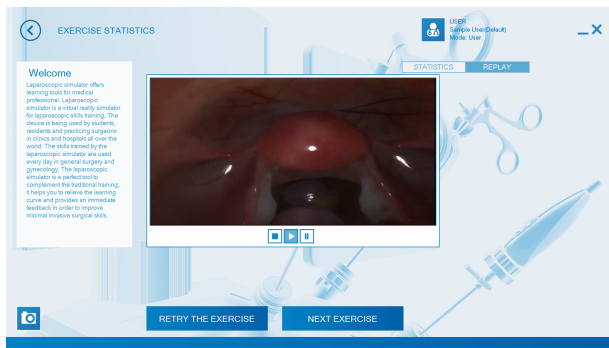 EXERCISE STATISTICS
USER
Sample User(Default)
Mode: User
STATISTICS
REPLAY
Welcome
Laparoscopic simulator offers
learning tools for medical
professional. Laparoscopic
simulator is a virtual reality simulator
for laparoscopic skills training. The
device is being used by students,
residents and practicing surgeons
in clinics and hospitals all over the
world. The skills trained by the
laparoscopic simulator are used
every day in general surgery and
gynecology. The laparoscopic
simulator is a perfect tool to
complement the traditional training;
it helps you to relieve the learning
curve and provides an immediate
feedback in order to improve
minimal invasive surgical skills.
RETRY THE EXERCISE
NEXT EXERCISE